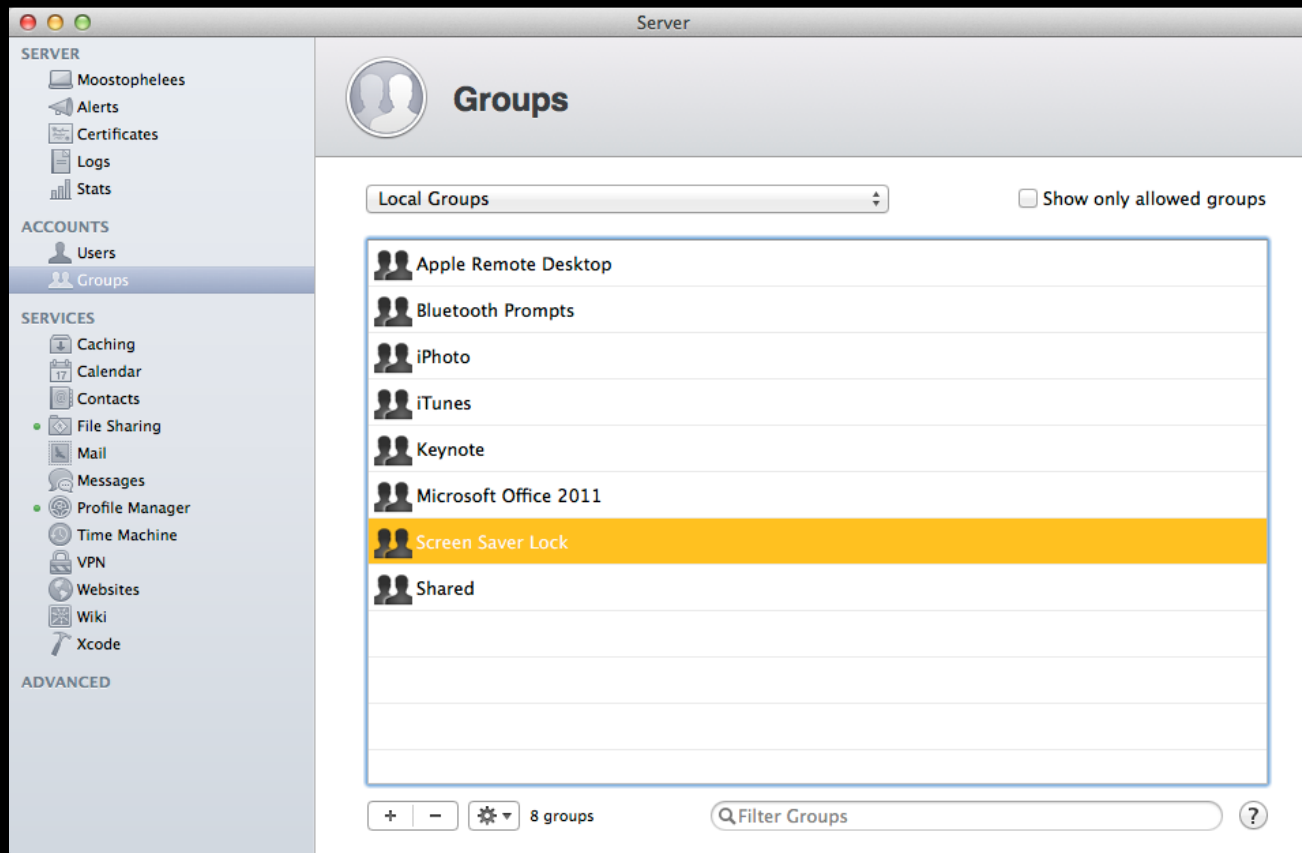 Server
SERVER
Moostophelees
Alerts
Certificates
Logs
Stats
ACCOUNTS
Users
Groups
SERVICES
Caching
17
Calendar
Contacts
File Sharing
Mail
Messages
Profile Manager
Time Machine
VPN
Websites
Wiki
Xcode
ADVANCED
Groups
Local Groups
Show only allowed groups
Apple Remote Desktop
Bluetooth Prompts
iPhoto
iTunes
Keynote
Microsoft Office 2011
Screen Saver Lock
Shared
+ − 8 groups Filter Groups ?